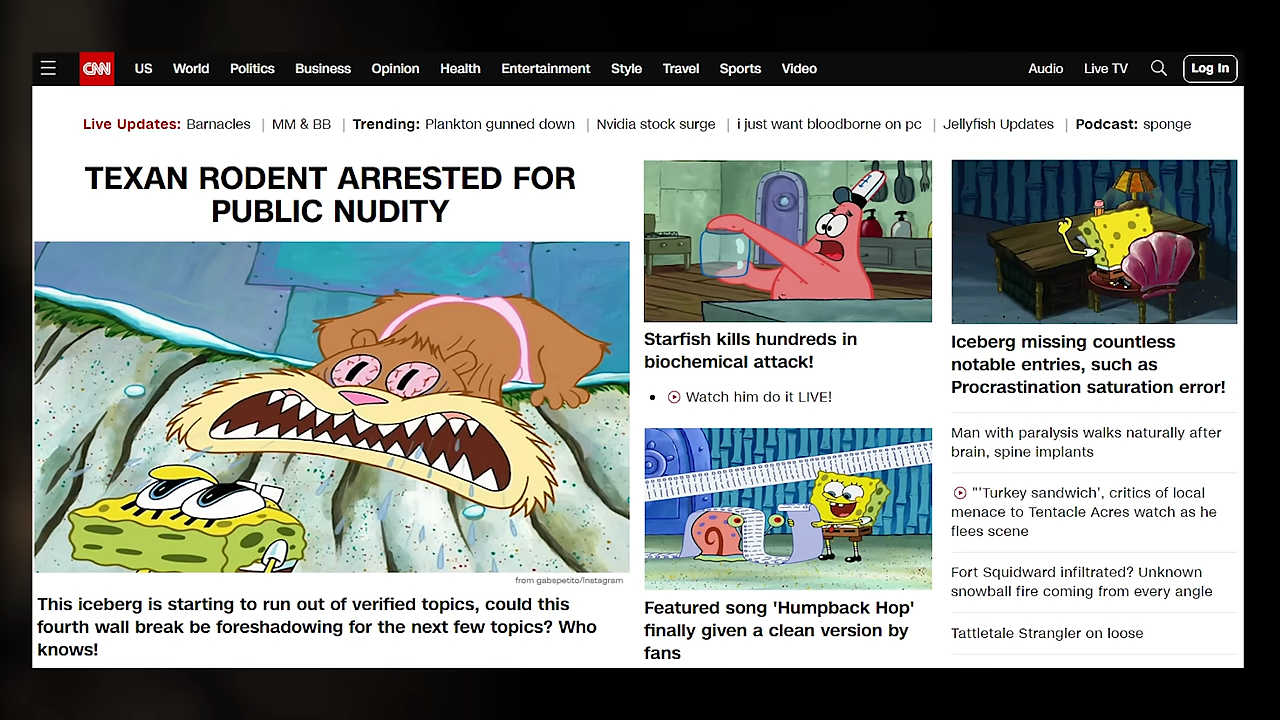 CNN US World Politics Business Opinion Health Entertainment Style Travel Sports Video Audio Live TV Log In
Live Updates: Barnacles | MM & BB | Trending: Plankton gunned down | Nvidia stock surge | i just want bloodborne on pc | Jellyfish Updates | Podcast: sponge
TEXAN RODENT ARRESTED FOR
PUBLIC NUDITY
from gabepetito/Instagram
This iceberg is starting to run out of verified topics, could this
fourth wall break be foreshadowing for the next few topics? Who
knows!
Starfish kills hundreds in
biochemical attack!
• Watch him do it LIVE!
Featured song 'Humpback Hop'
finally given a clean version by
fans
Iceberg missing countless
notable entries, such as
Procrastination saturation error!
Man with paralysis walks naturally after
brain, spine implants
"'Turkey sandwich', critics of local
menace to Tentacle Acres watch as he
flees scene
Fort Squidward infiltrated? Unknown
snowball fire coming from every angle
Tattletale Strangler on loose